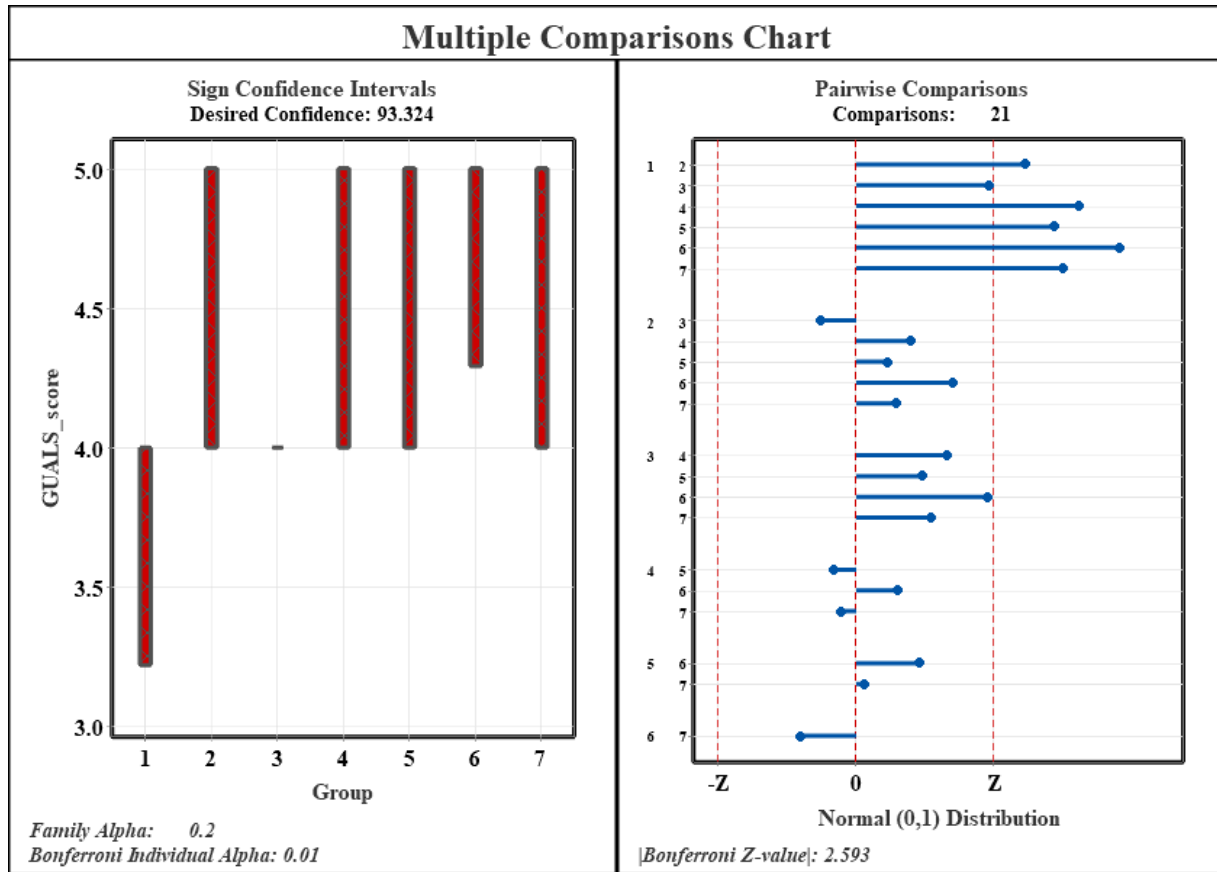 Multiple Comparisons Chart
Sign Confidence Intervals
Desired Confidence: 93.324
GUALS_score
5.0
4.5
4.0
3.5
3.0
1 2 3 4 5 6 7
Group
Family Alpha: 0.2
Bonferroni Individual Alpha: 0.01
Pairwise Comparisons
Comparisons: 21
1 2
3
4
5
6
7
2 3
4
5
6
7
3 4
5
6
7
4 5
6
7
5 6
7
6 7
-Z 0 Z
Normal (0,1) Distribution
|Bonferroni Z-value|: 2.593